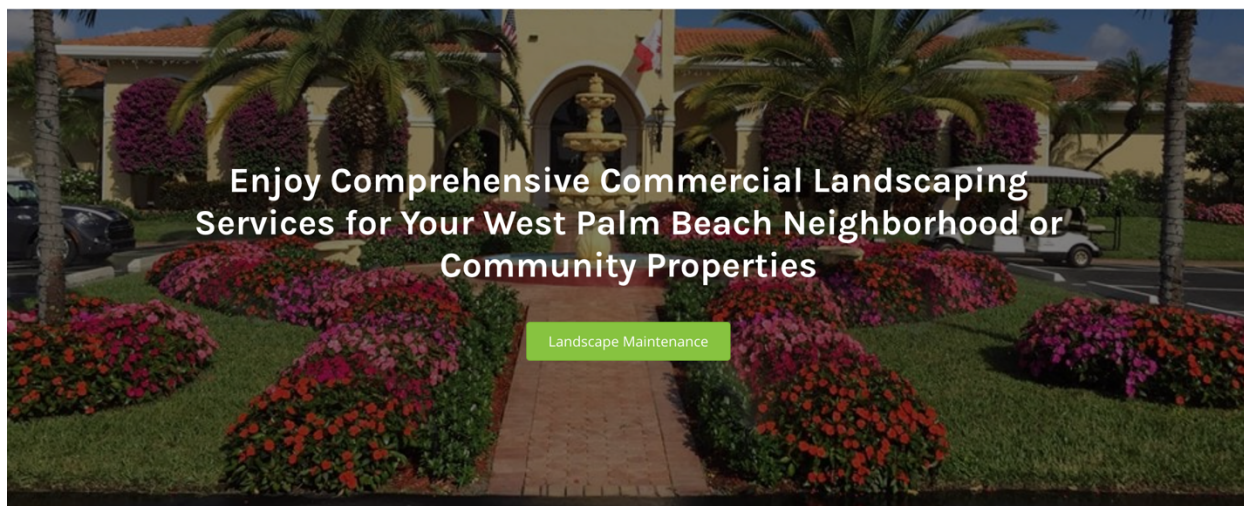 Enjoy Comprehensive Commercial Landscaping
Services for Your West Palm Beach Neighborhood or
Community Properties
Landscape Maintenance